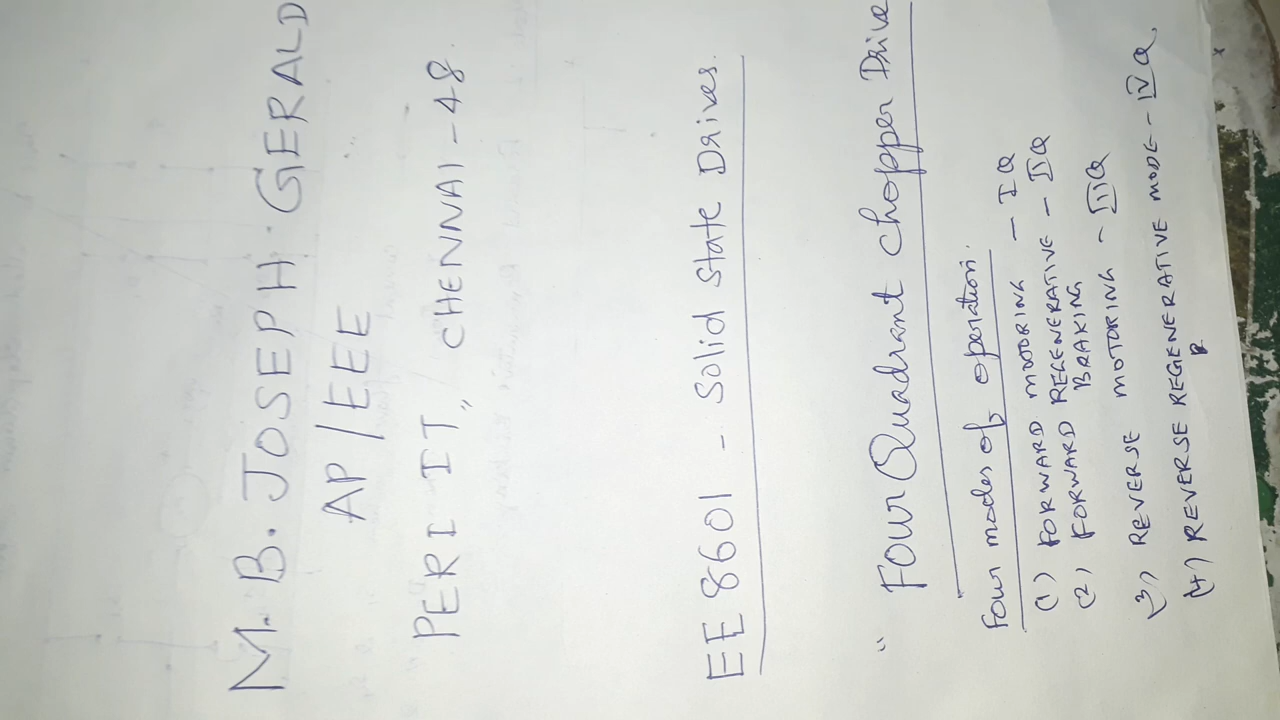 M. B. JOSEPH. GERALD
AP/EEE
PERI IT,, CHENNAI-48.
EE 8601 - Solid State Drives.
" Four Quadrant Chopper Drive
Four modes of operation.
(1) FORWARD MOTORING - I Q
(2) FORWARD REGENERATIVE - II Q
BRAKING
(3) REVERSE MOTORING - III Q
(4) REVERSE REGENERATIVE MODE - IV Q.
B